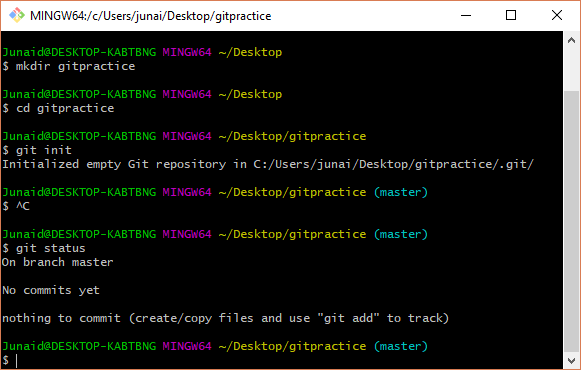 MINGW64:/c/Users/junai/Desktop/gitpractice
Junaid@DESKTOP-KABTBNG MINGW64 ~/Desktop
$ mkdir gitpractice
Junaid@DESKTOP-KABTBNG MINGW64 ~/Desktop
$ cd gitpractice
Junaid@DESKTOP-KABTBNG MINGW64 ~/Desktop/gitpractice
$ git init
Initialized empty Git repository in C:/Users/junai/Desktop/gitpractice/.git/
Junaid@DESKTOP-KABTBNG MINGW64 ~/Desktop/gitpractice (master)
$ ^C
Junaid@DESKTOP-KABTBNG MINGW64 ~/Desktop/gitpractice (master)
$ git status
On branch master
No commits yet
nothing to commit (create/copy files and use "git add" to track)
Junaid@DESKTOP-KABTBNG MINGW64 ~/Desktop/gitpractice (master)
$